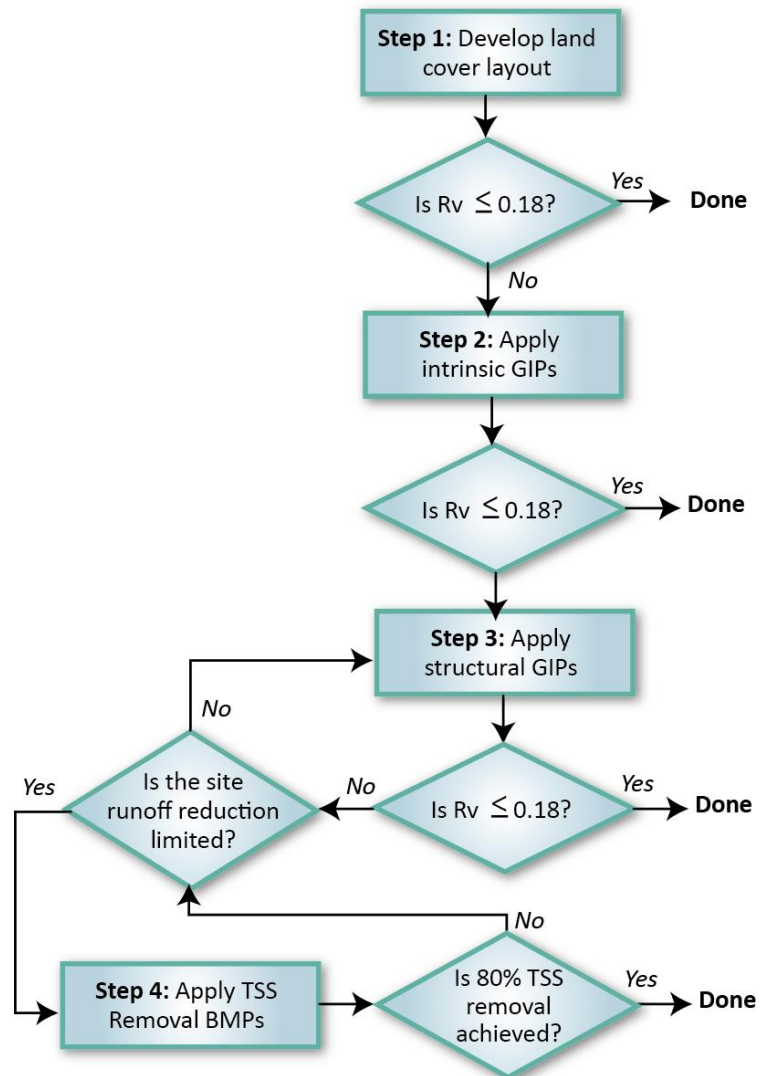 Step 1: Develop land
cover layout
Is Rv ≤ 0.18?
Yes
Done
No
Step 2: Apply
intrinsic GIPs
Is Rv ≤ 0.18?
Yes
Done
Step 3: Apply
structural GIPs
No
Is the site
runoff reduction
limited?
Yes
No
Is Rv ≤ 0.18?
Yes
Done
No
Step 4: Apply TSS
Removal BMPs
Is 80% TSS
removal
achieved?
Yes
Done